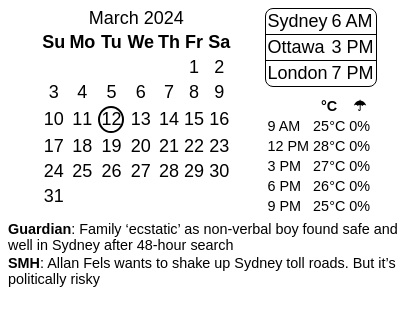 March 2024
Su Mo Tu We Th Fr Sa
1 2
3 4 5 6 7 8 9
10 11 12 13 14 15 16
17 18 19 20 21 22 23
24 25 26 27 28 29 30
31
Sydney 6 AM
Ottawa 3 PM
London 7 PM
°C ☂
9 AM 25°C 0%
12 PM 28°C 0%
3 PM 27°C 0%
6 PM 26°C 0%
9 PM 25°C 0%
Guardian: Family ‘ecstatic’ as non-verbal boy found safe and
well in Sydney after 48-hour search
SMH: Allan Fels wants to shake up Sydney toll roads. But it’s
politically risky